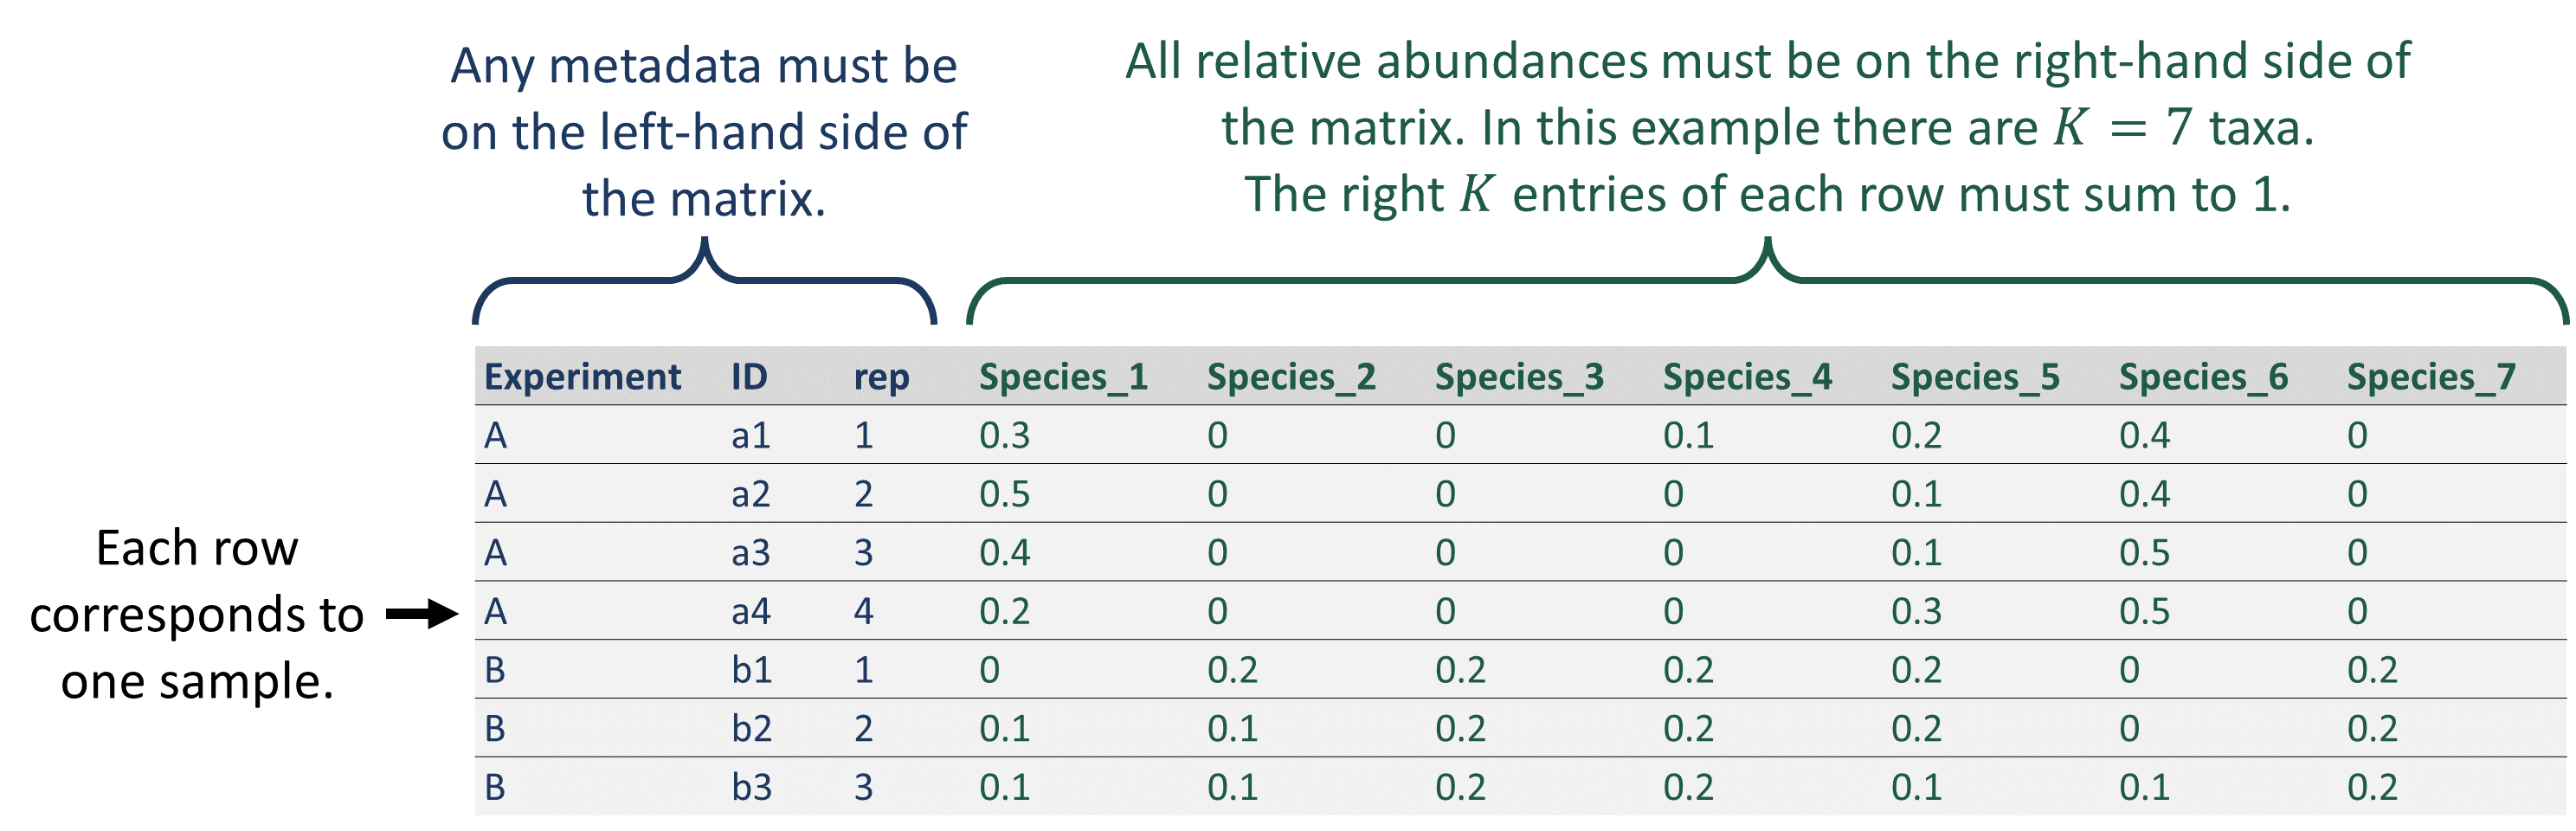 Any metadata must be
on the left-hand side of
the matrix.
All relative abundances must be on the right-hand side of
the matrix. In this example there are K = 7 taxa.
The right K entries of each row must sum to 1.
Experiment ID rep Species_1 Species_2 Species_3 Species_4 Species_5 Species_6 Species_7
A a1 1 0.3 0 0 0.1 0.2 0.4 0
A a2 2 0.5 0 0 0 0.1 0.4 0
A a3 3 0.4 0 0 0 0.1 0.5 0
A a4 4 0.2 0 0 0 0.3 0.5 0
B b1 1 0 0.2 0.2 0.2 0.2 0 0.2
B b2 2 0.1 0.1 0.2 0.2 0.2 0 0.2
B b3 3 0.1 0.1 0.2 0.2 0.1 0.1 0.2
Each row
corresponds to
one sample.